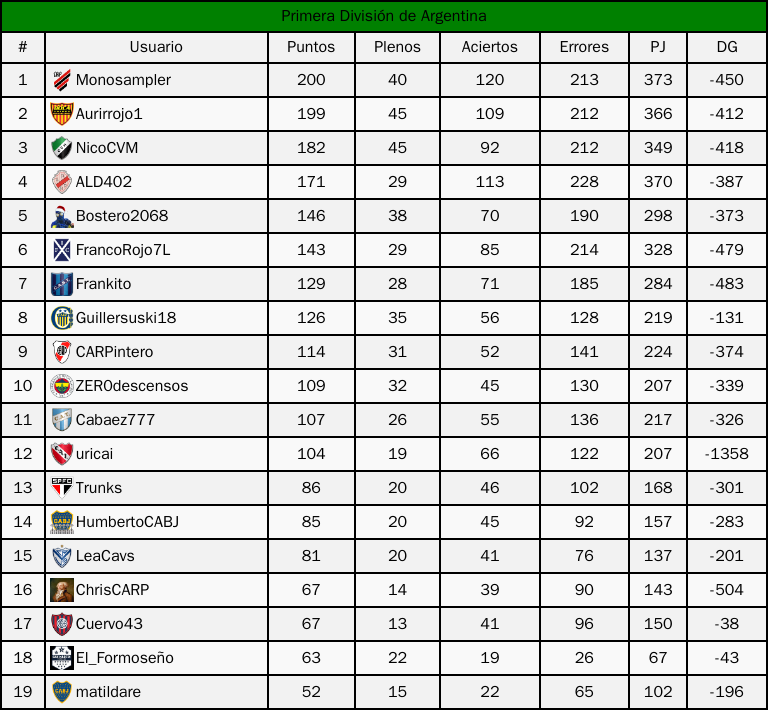 Primera División de Argentina
# Usuario Puntos Plenos Aciertos Errores PJ DG
1 Monosampler 200 40 120 213 373 -450
2 Aurirrojo1 199 45 109 212 366 -412
3 NicoCVM 182 45 92 212 349 -418
4 ALD402 171 29 113 228 370 -387
5 Bostero2068 146 38 70 190 298 -373
6 FrancoRojo7L 143 29 85 214 328 -479
7 Frankito 129 28 71 185 284 -483
8 Guillersuski18 126 35 56 128 219 -131
9 CARPintero 114 31 52 141 224 -374
10 ZER0descensos 109 32 45 130 207 -339
11 Cabaez777 107 26 55 136 217 -326
12 uricai 104 19 66 122 207 -1358
13 Trunks 86 20 46 102 168 -301
14 HumbertoCABJ 85 20 45 92 157 -283
15 LeaCavs 81 20 41 76 137 -201
16 ChrisCARP 67 14 39 90 143 -504
17 Cuervo43 67 13 41 96 150 -38
18 El_Formoseño 63 22 19 26 67 -43
19 matildare 52 15 22 65 102 -196